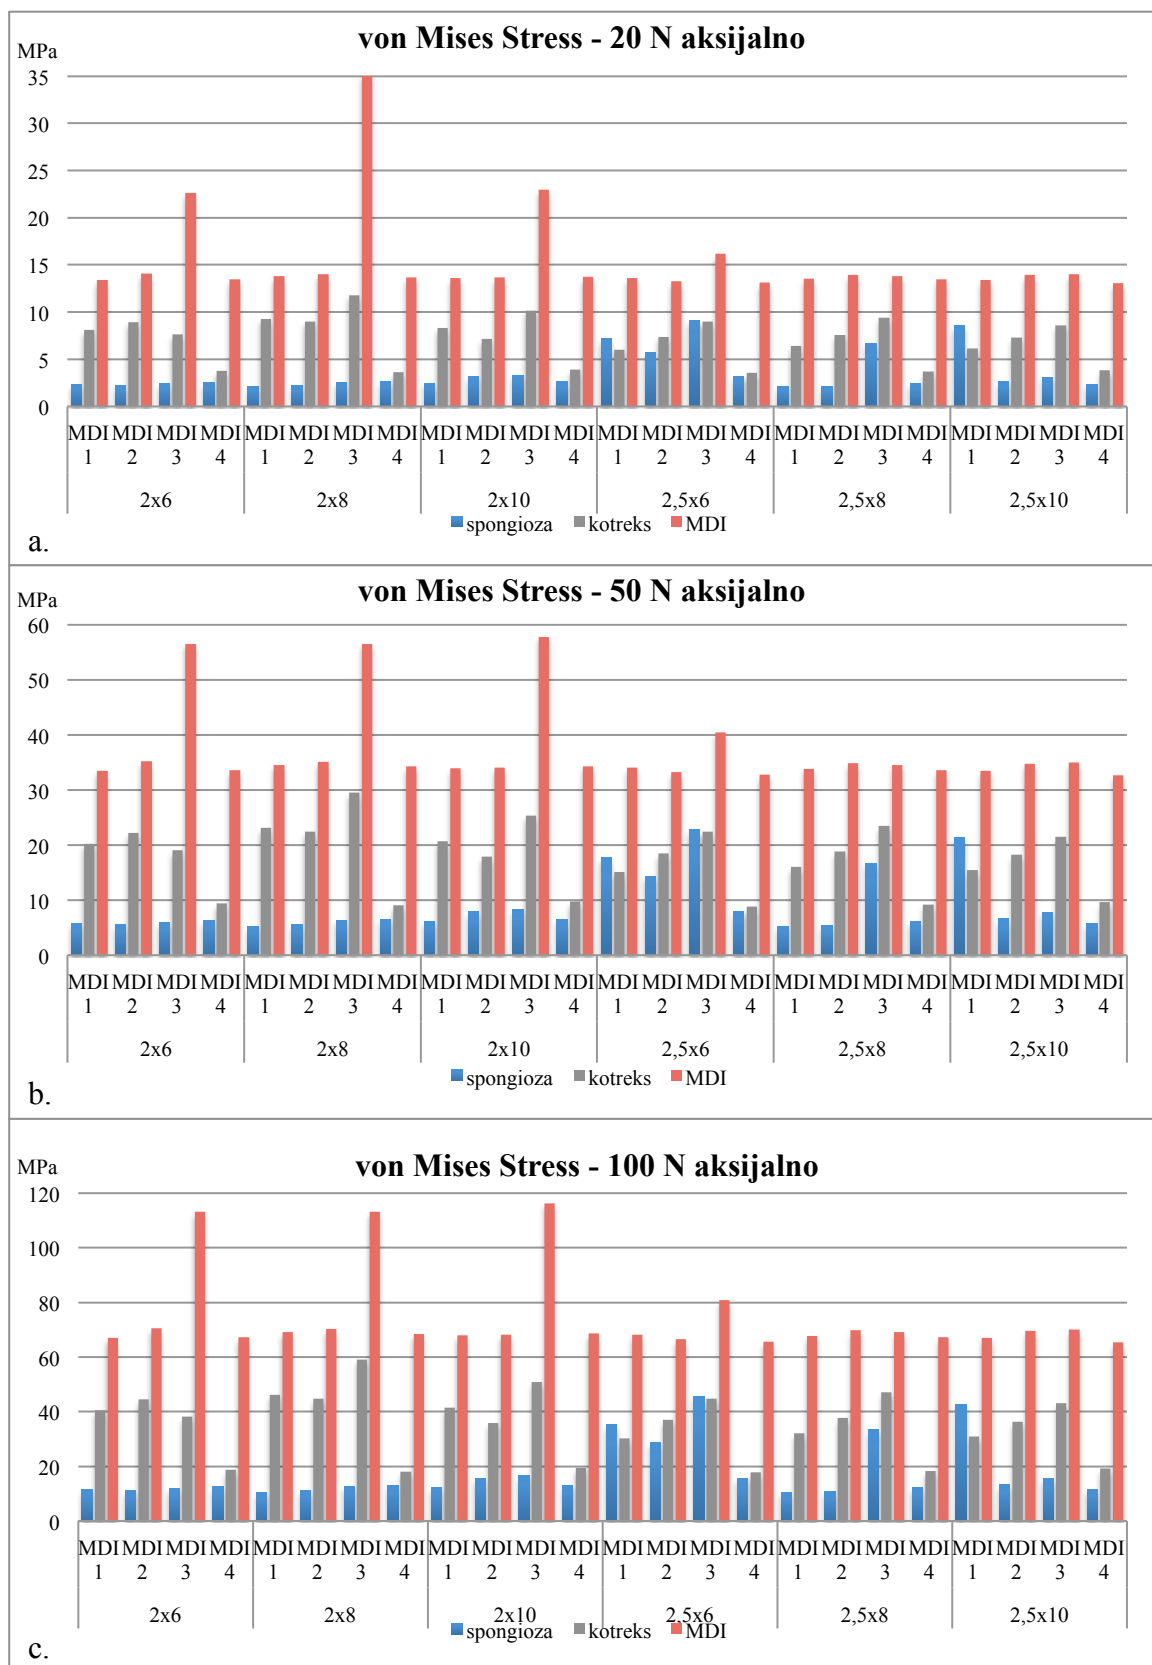 von Mises Stress - 20 N aksijalno
MPa
35
30
25
20
15
10
5
0
MDI MDI MDI MDI MDI MDI MDI MDI MDI MDI MDI MDI MDI MDI MDI MDI MDI MDI MDI MDI MDI MDI MDI MDI
1 2 3 4 1 2 3 4 1 2 3 4 1 2 3 4 1 2 3 4 1 2 3 4
2x6 2x8 2x10 2,5x6 2,5x8 2,5x10
spongioza kotreks MDI
a.
von Mises Stress - 50 N aksijalno
MPa
60
50
40
30
20
10
0
MDI MDI MDI MDI MDI MDI MDI MDI MDI MDI MDI MDI MDI MDI MDI MDI MDI MDI MDI MDI MDI MDI MDI MDI
1 2 3 4 1 2 3 4 1 2 3 4 1 2 3 4 1 2 3 4 1 2 3 4
2x6 2x8 2x10 2,5x6 2,5x8 2,5x10
spongioza kotreks MDI
b.
von Mises Stress - 100 N aksijalno
MPa
120
100
80
60
40
20
0
MDI MDI MDI MDI MDI MDI MDI MDI MDI MDI MDI MDI MDI MDI MDI MDI MDI MDI MDI MDI MDI MDI MDI MDI
1 2 3 4 1 2 3 4 1 2 3 4 1 2 3 4 1 2 3 4 1 2 3 4
2x6 2x8 2x10 2,5x6 2,5x8 2,5x10
spongioza kotreks MDI
c.